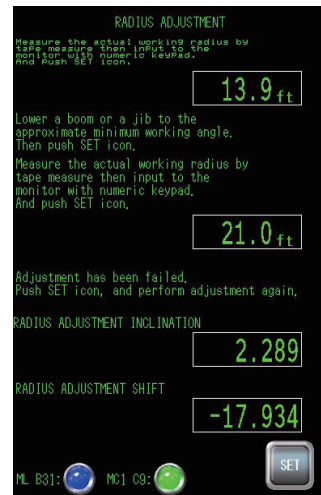 RADIUS ADJUSTMENT
Measure the actual working radius by
tape measure then input to the
monitor with numeric keypad.
And push SET icon.
13.9 ft
Lower a boom or a jib to the
approximate minimum working angle.
Then push SET icon.
Measure the actual working radius by
tape measure then input to the
monitor with numeric keypad.
And push SET icon.
21.0 ft
Adjustment has been failed.
Push SET icon, and perform adjustment again.
RADIUS ADJUSTMENT INCLINATION
2.289
RADIUS ADJUSTMENT SHIFT
-17.934
ML B31: MC1 C9: SET